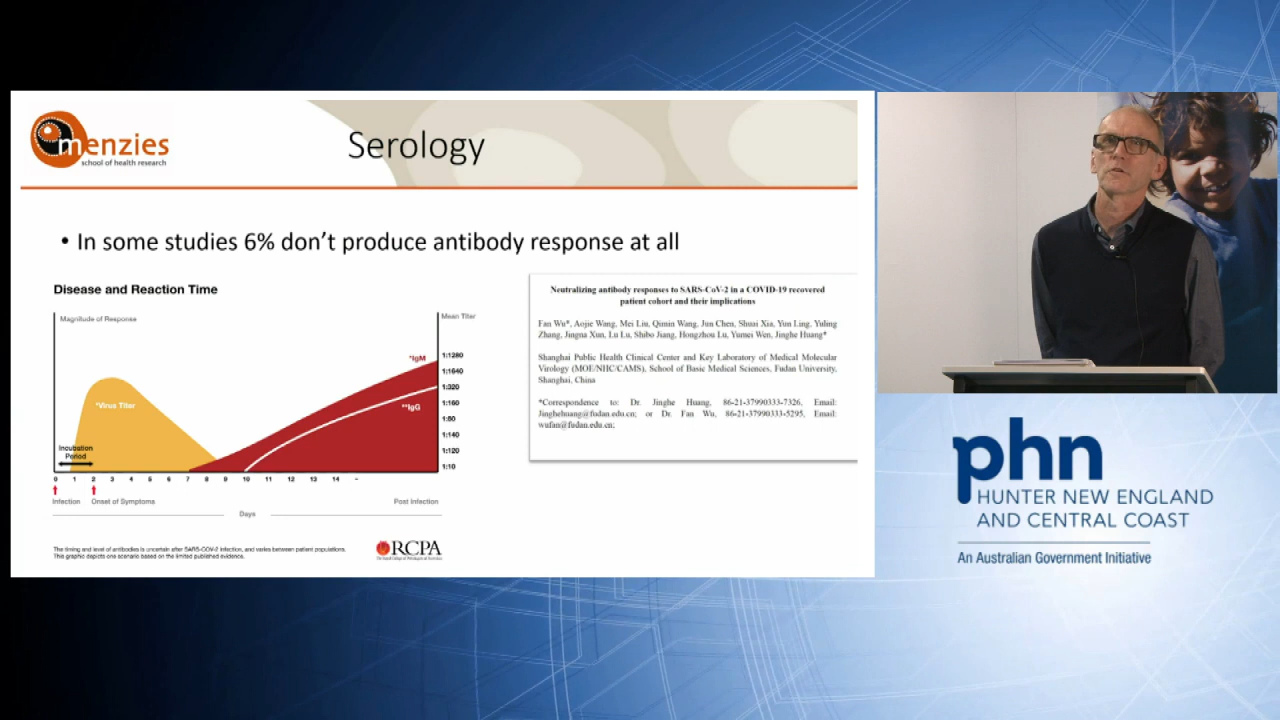 menzies
school of health research
Serology
• In some studies 6% don't produce antibody response at all
Disease and Reaction Time
Magnitude of Response
Mean Titer
*IgM
**IgG
*Virus Titer
Incubation
Period
1:1280
1:1640
1:320
1:160
1:80
1:140
1:120
1:10
0 1 2 3 4 5 6 7 8 9 10 11 12 13 14 –
Infection
Onset of Symptoms
Post Infection
Days
The timing and level of antibodies is uncertain after SARS-COV-2 infection, and varies between patient populations.
This graphic depicts one scenario based on the limited published evidence.
RCPA
Neutralizing antibody responses to SARS-CoV-2 in a COVID-19 recovered
patient cohort and their implications
Fan Wu*, Aojie Wang, Mei Liu, Qimin Wang, Jun Chen, Shuai Xia, Yun Ling, Yuling
Zhang, Jingna Xun, Lu Lu, Shibo Jiang, Hongzhou Lu, Yumei Wen, Jinghe Huang*
Shanghai Public Health Clinical Center and Key Laboratory of Medical Molecular
Virology (MOE/NHC/CAMS), School of Basic Medical Sciences, Fudan University,
Shanghai, China
*Correspondence to: Dr. Jinghe Huang, 86-21-37990333-7326, Email:
Jinghehuang@fudan.edu.cn; or Dr. Fan Wu, 86-21-37990333-5295, Email:
wufan@fudan.edu.cn;
phn
HUNTER NEW ENGLAND
AND CENTRAL COAST
An Australian Government Initiative